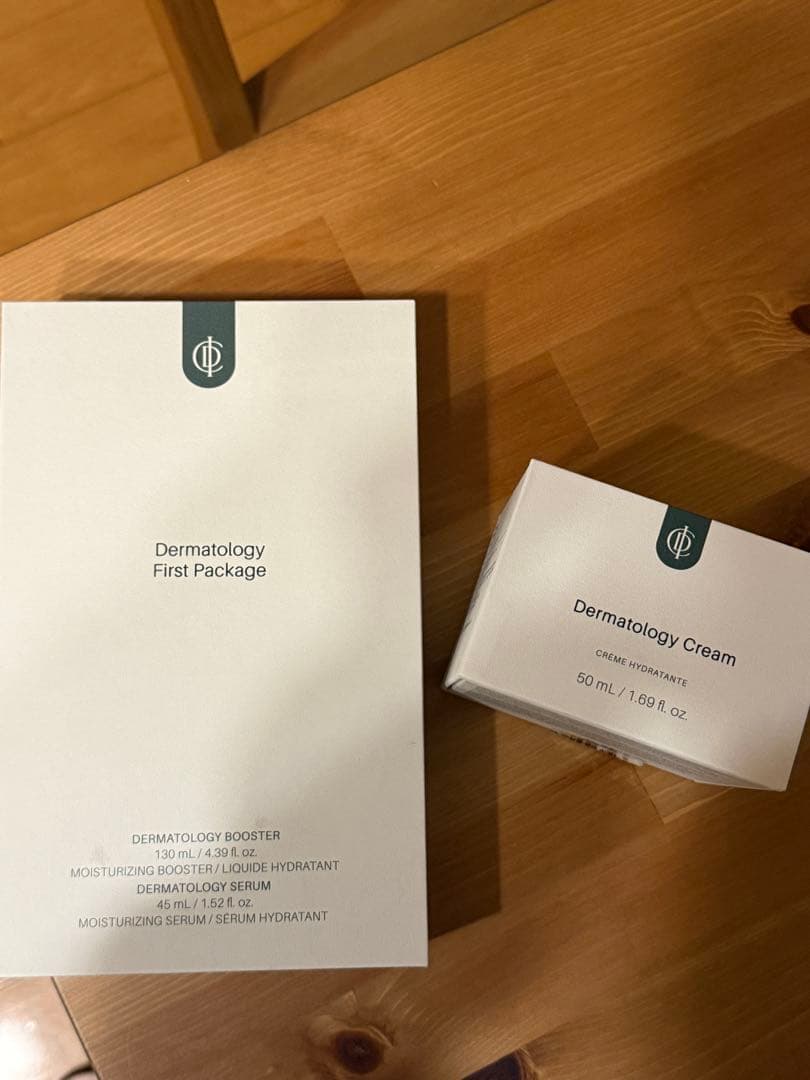 Dermatology
First Package
DERMATOLOGY BOOSTER
130 mL / 4.39 fl. oz.
MOISTURIZING BOOSTER / LIQUIDE HYDRATANT
DERMATOLOGY SERUM
45 mL / 1.52 fl. oz.
MOISTURIZING SERUM / SÉRUM HYDRATANT
Dermatology Cream
CRÈME HYDRATANTE
50 mL / 1.69 fl. oz.